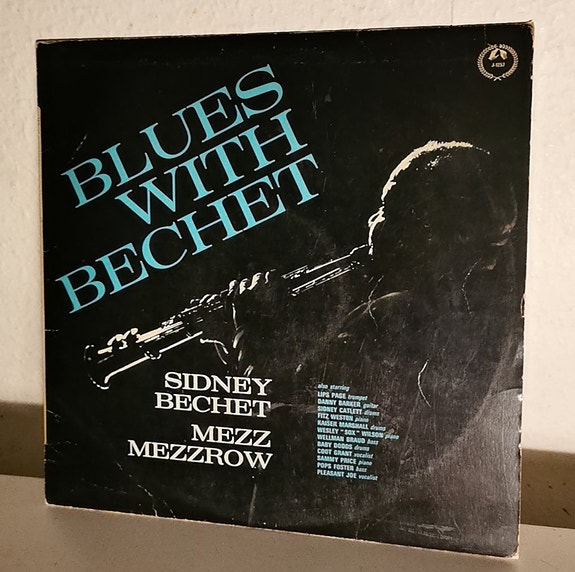 BLUES
WITH
BECHET
J-1257
SIDNEY
BECHET
MEZZ
MEZZROW
also starring
LIPS PAGE trumpet
DANNY BARKER guitar
SIDNEY CATLETT drums
FITZ WESTON piano
KAISER MARSHALL drums
WESLEY "SOX" WILSON piano
WELLMAN BRAUD bass
BABY DODDS drums
COOT GRANT vocalist
SAMMY PRICE piano
POPS FOSTER bass
PLEASANT JOE vocalist